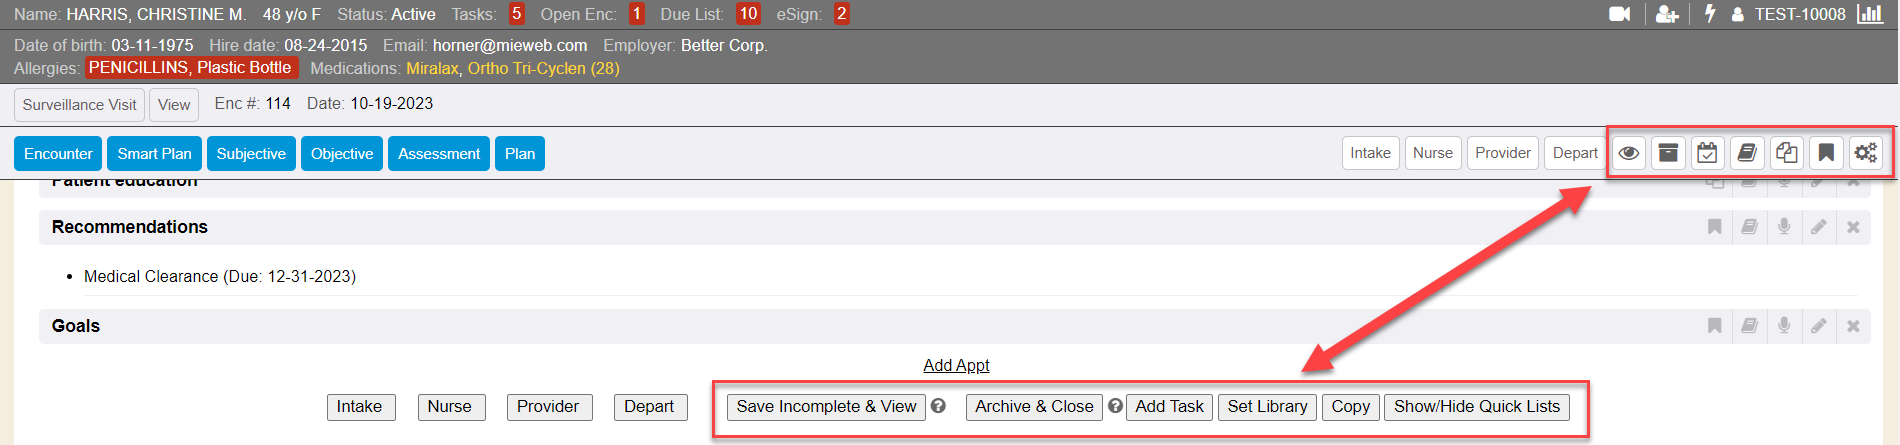 Name: HARRIS, CHRISTINE M. 48 y/o F Status: Active Tasks: 5 Open Enc: 1 Due List: 10 eSign: 2 TEST-10008
Date of birth: 03-11-1975 Hire date: 08-24-2015 Email: horner@mieweb.com Employer: Better Corp.
Allergies: PENICILLINS, Plastic Bottle Medications: Miralax, Ortho Tri-Cyclen (28)
Surveillance Visit View Enc #: 114 Date: 10-19-2023
Encounter Smart Plan Subjective Objective Assessment Plan Intake Nurse Provider Depart
Patient education
Recommendations
• Medical Clearance (Due: 12-31-2023)
Goals
Add Appt
Intake Nurse Provider Depart Save Incomplete & View ? Archive & Close ? Add Task Set Library Copy Show/Hide Quick Lists